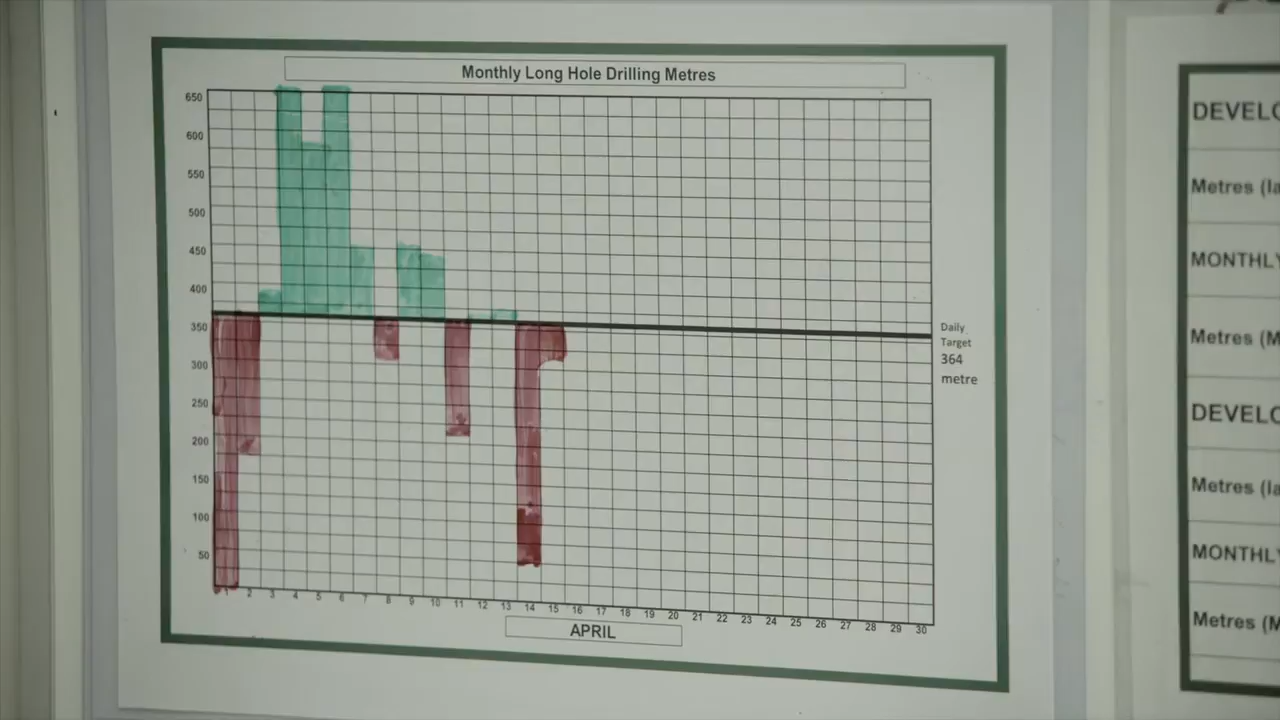 Monthly Long Hole Drilling Metres
650
600
550
500
450
400
350
300
250
200
150
100
50
1 2 3 4 5 6 7 8 9 10 11 12 13 14 15 16 17 18 19 20 21 22 23 24 25 26 27 28 29 30
APRIL
Daily
Target
364
metre
DEVELO
Metres (la
MONTHLY
Metres (M
DEVELO
Metres (la
MONTHLY
Metres (M